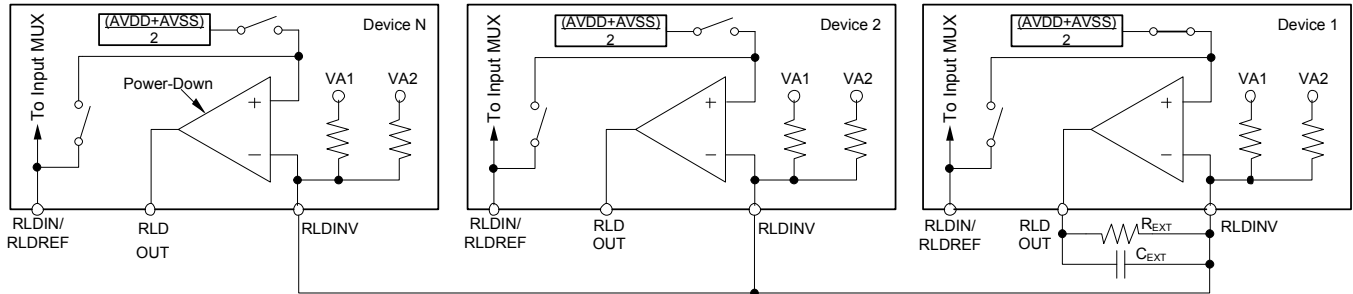 (AVDD+AVSS)
2
Device N
To Input MUX
Power-Down
+
−
VA1
VA2
RLDIN/
RLDREF
RLD
OUT
RLDINV
(AVDD+AVSS)
2
Device 2
To Input MUX
+
−
VA1
VA2
RLDIN/
RLDREF
RLD
OUT
RLDINV
(AVDD+AVSS)
2
Device 1
To Input MUX
+
−
VA1
VA2
RLDIN/
RLDREF
RLD
OUT
RLDINV
REXT
CEXT